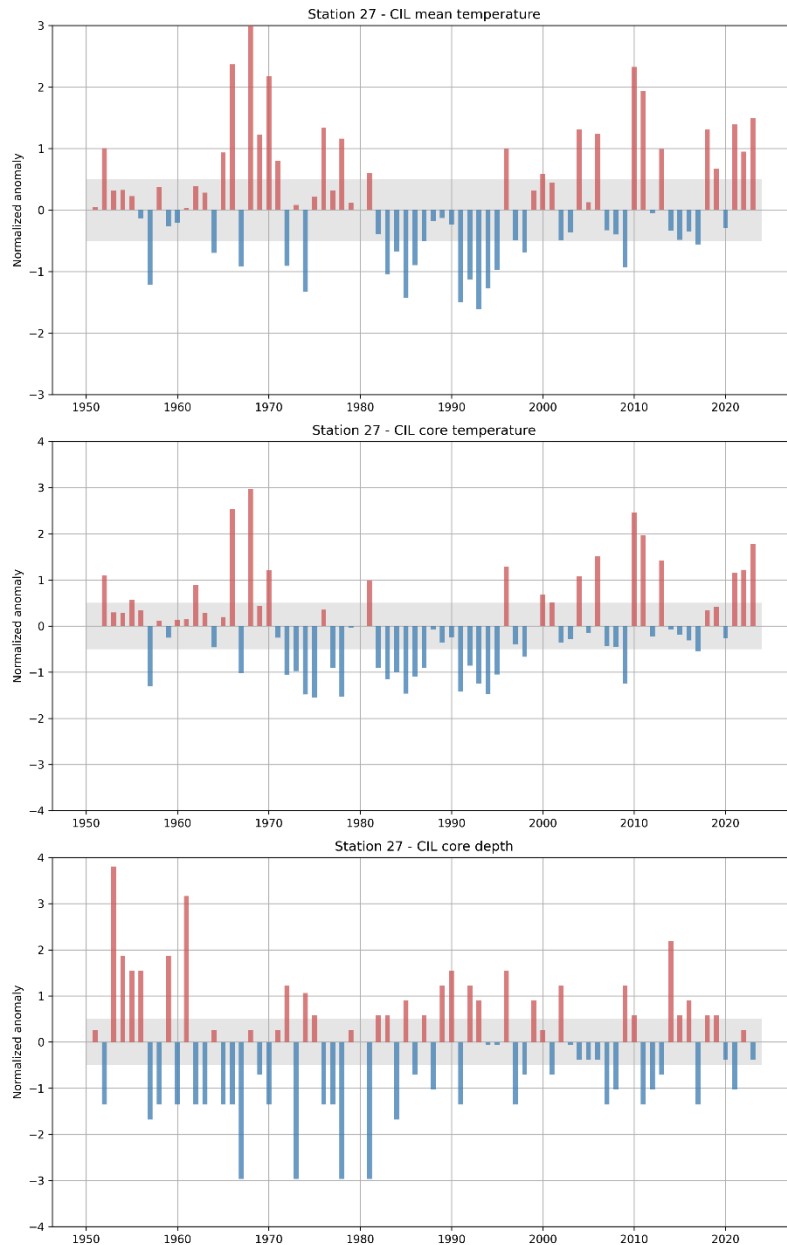 Station 27 - CIL mean temperature
3
2
1
0
−1
−2
−3
Normalized anomaly
1950 1960 1970 1980 1990 2000 2010 2020
Station 27 - CIL core temperature
4
3
2
1
0
−1
−2
−3
−4
Normalized anomaly
1950 1960 1970 1980 1990 2000 2010 2020
Station 27 - CIL core depth
4
3
2
1
0
−1
−2
−3
−4
Normalized anomaly
1950 1960 1970 1980 1990 2000 2010 2020